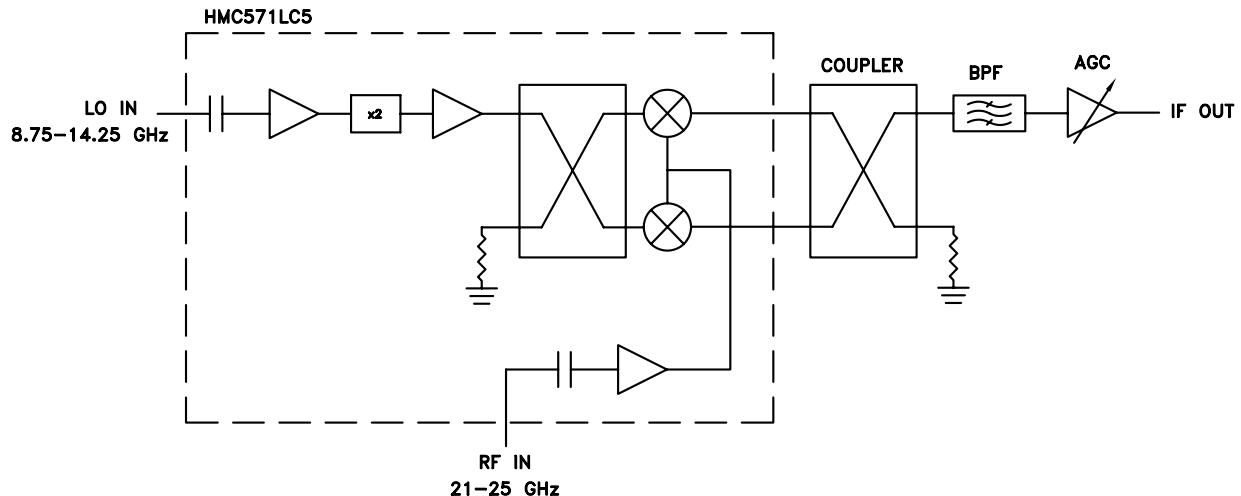 HMC571LC5
LO IN
8.75–14.25 GHz
x2
COUPLER
BPF
AGC
IF OUT
RF IN
21–25 GHz